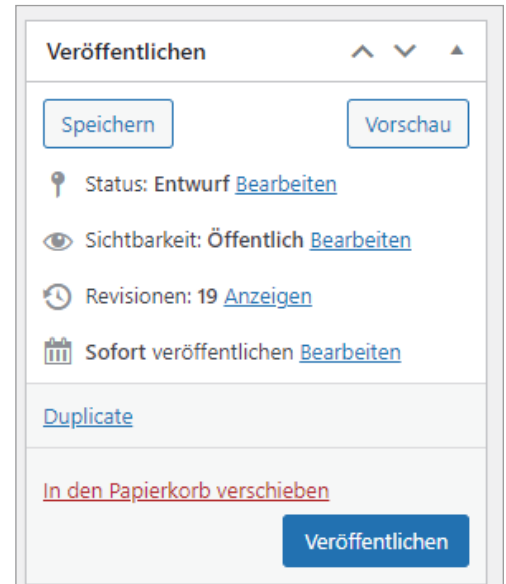 Veröffentlichen
Speichern Vorschau
Status: Entwurf Bearbeiten
Sichtbarkeit: Öffentlich Bearbeiten
Revisionen: 19 Anzeigen
Sofort veröffentlichen Bearbeiten
Duplicate
In den Papierkorb verschieben
Veröffentlichen